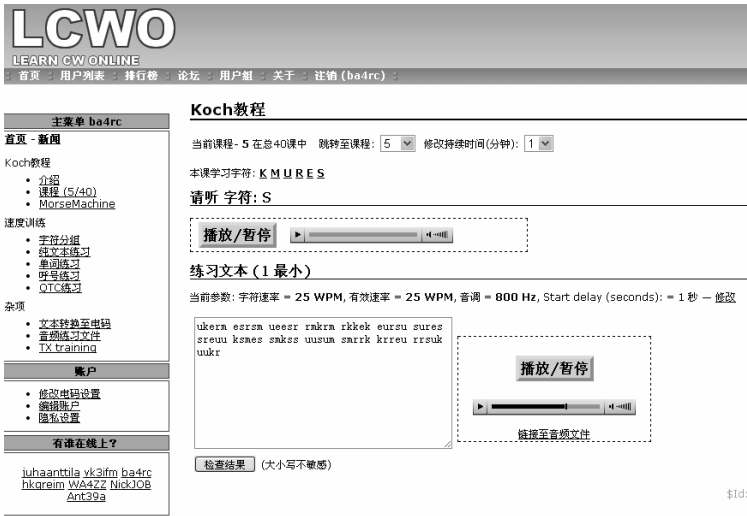 LCWO
LEARN CW ONLINE
首页 用户列表 排行榜 论坛 用户组 关于 注销 (ba4rc)
主菜单 ba4rc
首页 - 新闻
Koch教程
介绍
课程 (5/40)
MorseMachine
速度训练
字符分组
纯文本练习
单词练习
呼号练习
QTC练习
杂项
文本转换至电码
音频练习文件
TX training
账户
修改电码设置
编辑账户
隐私设置
有谁在线上？
juhaanttila vk3ifm ba4rc
hkgreim WA4ZZ NickJOB
Ant39a
Koch教程
当前课程- 5 在总40课中 跳转至课程: 5 修改持续时间(分钟): 1
本课学习字符: K M U R E S
请听 字符: S
播放/暂停
练习文本 (1 最小)
当前参数: 字符速率 = 25 WPM, 有效速率 = 25 WPM, 音调 = 800 Hz, Start delay (seconds): = 1 秒 — 修改
ukerm esrsm ueesr rmkrm rkkek eursu sures
sreuu ksmes smkss uusum smrrk krreu rrsuk
uukr
播放/暂停
链接至音频文件
检查结果 (大小写不敏感)
$Id: